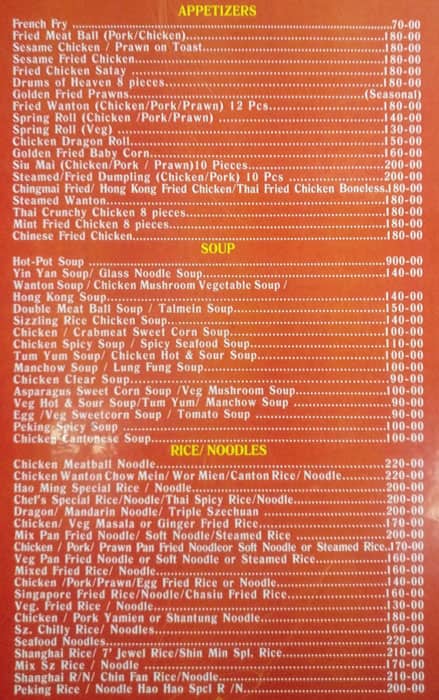 APPETIZERS
French Fry 70-00
Fried Meat Ball (Pork/Chicken) 180-00
Sesame Chicken / Prawn on Toast 180-00
Sesame Fried Chicken 180-00
Fried Chicken Satay 180-00
Drums of Heaven 8 pieces 180-00
Golden Fried Prawns (Seasonal)
Fried Wanton (Chicken/Pork/Prawn) 12 Pcs 180-00
Spring Roll (Chicken /Pork/Prawn) 140-00
Spring Roll (Veg) 130-00
Chicken Dragon Roll 150-00
Golden Fried Baby Corn 160-00
Siu Mai (Chicken/Pork / Prawn)10 Pieces 200-00
Steamed/Fried Dumpling (Chicken/Pork) 10 Pcs 200-00
Chingmai Fried/ Hong Kong Fried Chicken/Thai Fried Chicken Boneless 180-00
Steamed Wanton 180-00
Thai Crunchy Chicken 8 pieces 180-00
Mint Fried Chicken 8 pieces 180-00
Chinese Fried Chicken 180-00
SOUP
Hot-Pot Soup 900-00
Yin Yan Soup/ Glass Noodle Soup 140-00
Wanton Soup / Chicken Mushroom Vegetable Soup /
Hong Kong Soup 140-00
Double Meat Ball Soup / Talmein Soup 150-00
Sizzling Rice Chicken Soup 140-00
Chicken / Crabmeat Sweet Corn Soup 100-00
Chicken Spicy Soup / Spicy Seafood Soup 110-00
Tum Yum Soup/ Chicken Hot & Sour Soup 100-00
Manchow Soup / Lung Fung Soup 100-00
Chicken Clear Soup 90-00
Asparagus Sweet Corn Soup /Veg Mushroom Soup 100-00
Veg Hot & Sour Soup/Tum Yum/ Manchow Soup 90-00
Egg /Veg Sweetcorn Soup / Tomato Soup 90-00
Peking Spicy Soup 100-00
Chicken Cantonese Soup 100-00
RICE/ NOODLES
Chicken Meatball Noodle 220-00
Chicken Wanton Chow Mein/ Wor Mien/Canton Rice/ Noodle 220-00
Hao Ming Special Rice / Noodle 200-00
Chef's Special Rice/Noodle/Thai Spicy Rice/Noodle 200-00
Dragon/ Mandarin Noodle/ Triple Szechuan 200-00
Chicken/ Veg Masala or Ginger Fried Rice 170-00
Mix Pan Fried Noodle/ Soft Noodle/Steamed Rice 200-00
Chicken / Pork/ Prawn Pan Fried Noodleor Soft Noodle or Steamed Rice 170-00
Veg Pan Fried Noodle or Soft Noodle or Steamed Rice 160-00
Mixed Fried Rice/ Noodle 160-00
Chicken /Pork/Prawn/Egg Fried Rice or Noodle 140-00
Singapore Fried Rice/Noodle/Chasiu Fried Rice 160-00
Veg. Fried Rice / Noodle 130-00
Chicken / Pork Yamien or Shantung Noodle 180-00
Sz. Chilly Rice/ Noodles 160-00
Seafood Noodles 220-00
Shanghai Rice/ 7' Jewel Rice/Shin Min Spl. Rice 210-00
Mix Sz Rice / Noodle 170-00
Shanghai R/N/ Chin Fan Rice/Noodle 210-00
Peking Rice / Noodle Hao Hao Spcl R /N 200-00